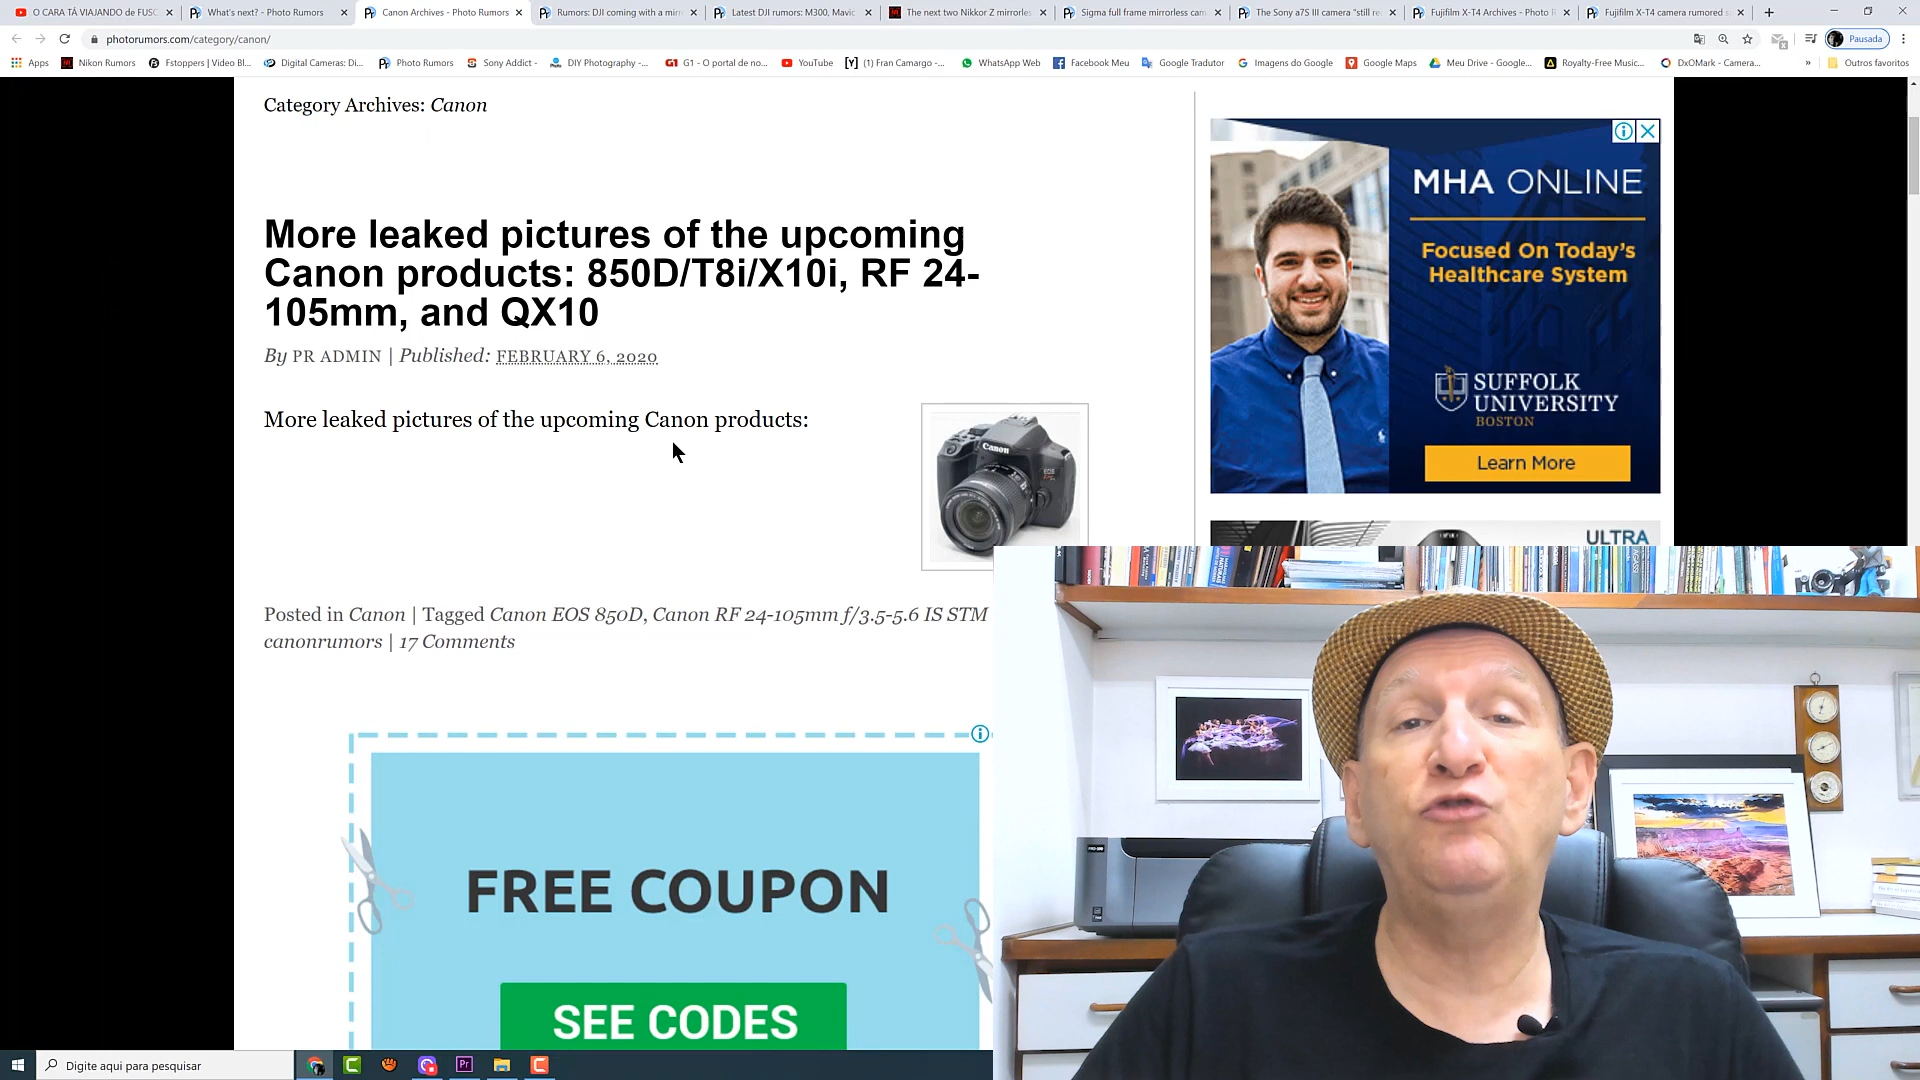 O CARA TÁ VIAJANDO de FUSC
What's next? - Photo Rumors
Canon Archives - Photo Rumors
Rumors: DJI coming with a mirr
Latest DJI rumors: M300, Mavic
The next two Nikkor Z mirrorles
Sigma full frame mirrorless cam
The Sony a7S III camera "still re
Fujifilm X-T4 Archives - Photo R
Fujifilm X-T4 camera rumored s
photorumors.com/category/canon/
Pausada
Apps
Nikon Rumors
Fstoppers | Video Bl...
Digital Cameras: Di...
Photo Rumors
Sony Addict -
DIY Photography -...
G1 - O portal de no...
YouTube
(1) Fran Camargo -...
WhatsApp Web
Facebook Meu
Google Tradutor
Imagens do Google
Google Maps
Meu Drive - Google...
Royalty-Free Music...
DxOMark - Camera...
Outros favoritos
Category Archives: Canon
More leaked pictures of the upcoming
Canon products: 850D/T8i/X10i, RF 24-
105mm, and QX10
By PR ADMIN | Published: FEBRUARY 6, 2020
More leaked pictures of the upcoming Canon products:
Canon
EOS
Posted in Canon | Tagged Canon EOS 850D, Canon RF 24-105mm f/3.5-5.6 IS STM
canonrumors | 17 Comments
FREE COUPON
SEE CODES
MHA ONLINE
Focused On Today's
Healthcare System
SUFFOLK
UNIVERSITY
BOSTON
Learn More
ULTRA
Digite aqui para pesquisar